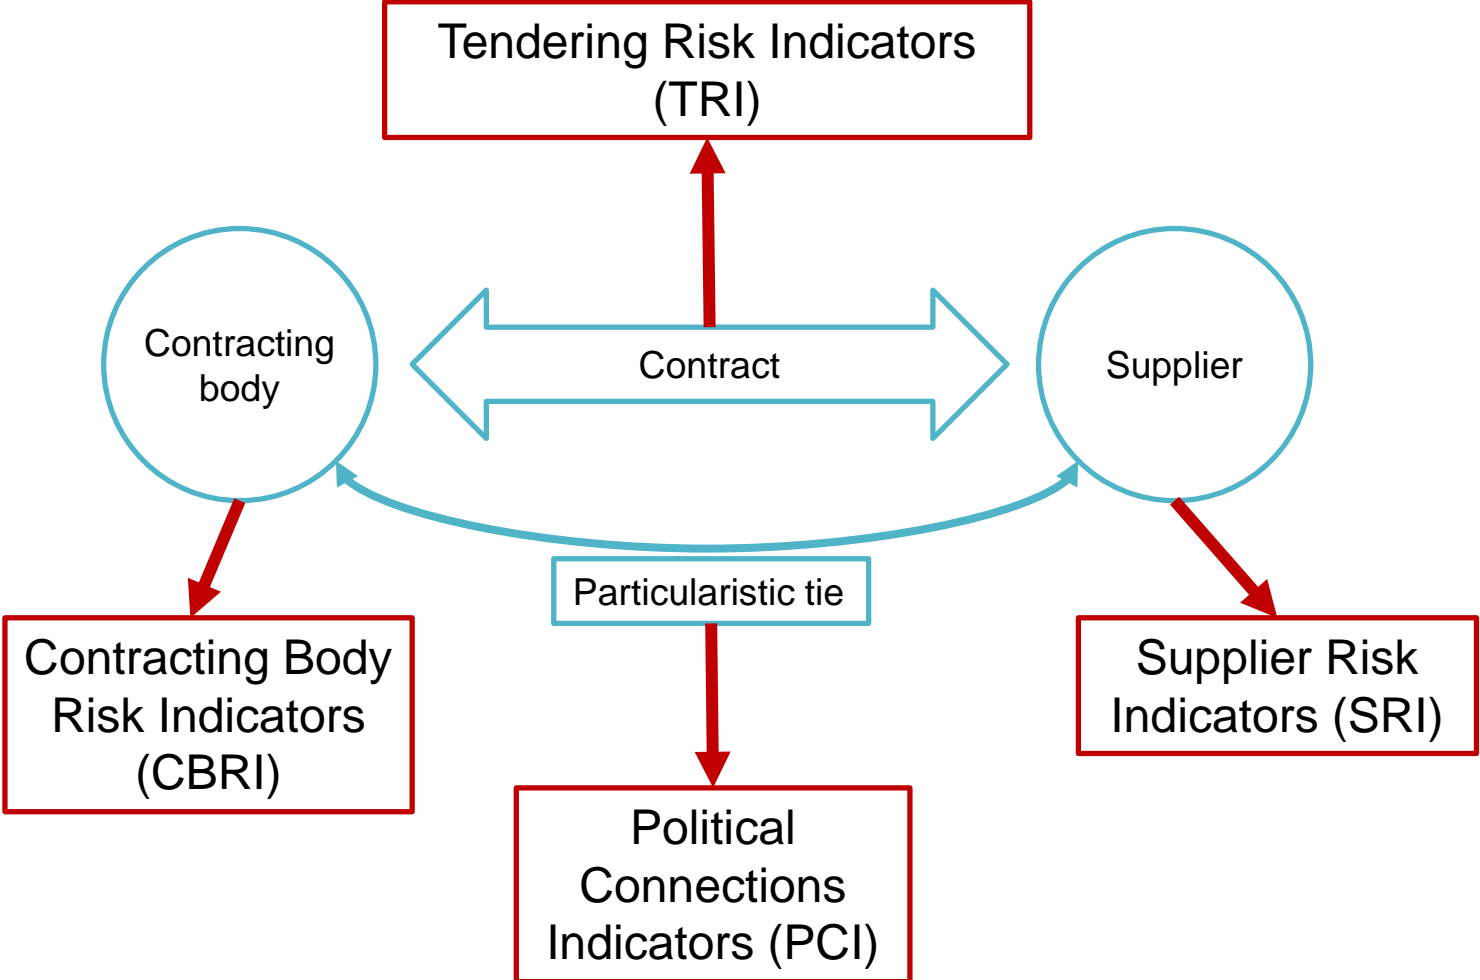 Tendering Risk Indicators
(TRI)
Contracting
body
Contract
Supplier
Particularistic tie
Contracting Body
Risk Indicators
(CBRI)
Supplier Risk
Indicators (SRI)
Political
Connections
Indicators (PCI)